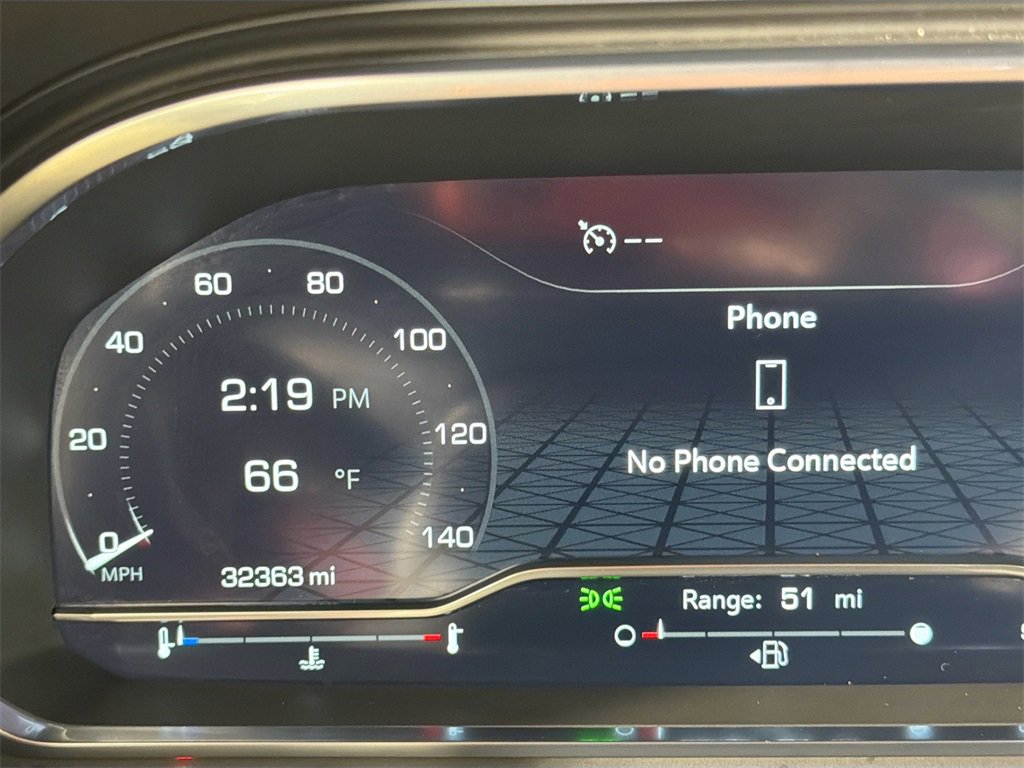 --
Phone
No Phone Connected
60
80
40
100
20
120
0
140
MPH
2:19 PM
66 °F
32363 mi
Range: 51 mi